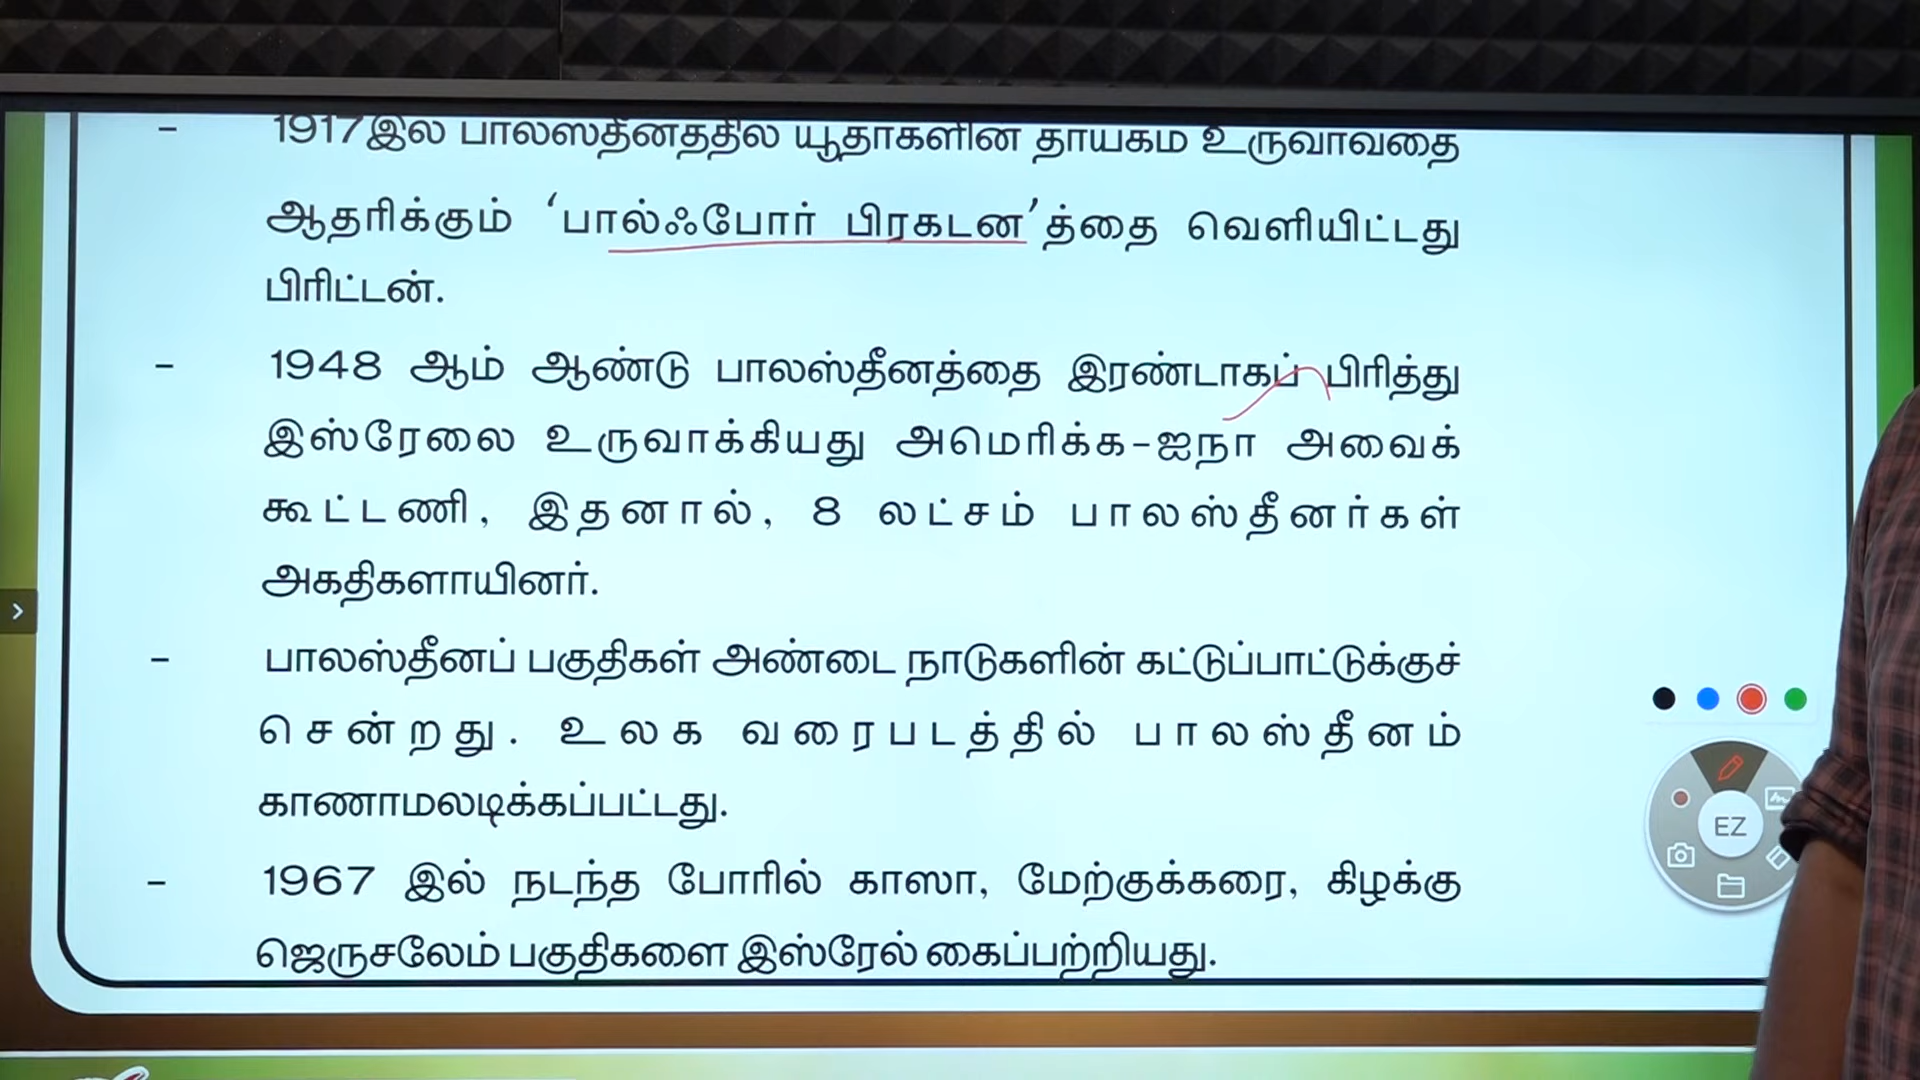 - 1917இல் பாலஸ்தீனத்தில் யூதர்களின் தாயகம் உருவாவதை
ஆதரிக்கும் ‘பால்ஃபோர் பிரகடன’த்தை வெளியிட்டது
பிரிட்டன்.
- 1948 ஆம் ஆண்டு பாலஸ்தீனத்தை இரண்டாகப் பிரித்து
இஸ்ரேலை உருவாக்கியது அமெரிக்க-ஐநா அவைக்
கூட்டணி, இதனால், 8 லட்சம் பாலஸ்தீனர்கள்
அகதிகளாயினர்.
- பாலஸ்தீனப் பகுதிகள் அண்டை நாடுகளின் கட்டுப்பாட்டுக்குச்
சென்றது. உலக வரைபடத்தில் பாலஸ்தீனம்
காணாமலடிக்கப்பட்டது.
- 1967 இல் நடந்த போரில் காஸா, மேற்குக்கரை, கிழக்கு
ஜெருசலேம் பகுதிகளை இஸ்ரேல் கைப்பற்றியது.
EZ